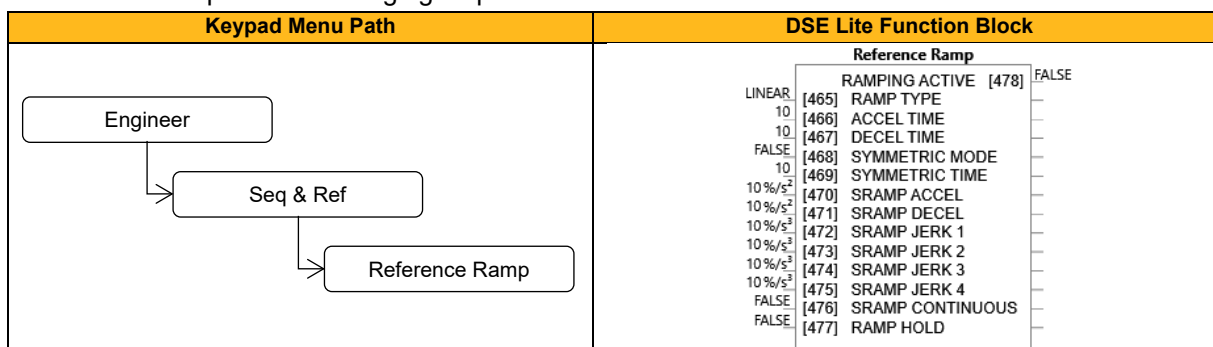 Keypad Menu Path
DSE Lite Function Block
Engineer
Seq & Ref
Reference Ramp
Reference Ramp
RAMPING ACTIVE [478] FALSE
LINEAR [465] RAMP TYPE
10 [466] ACCEL TIME
10 [467] DECEL TIME
FALSE [468] SYMMETRIC MODE
10 [469] SYMMETRIC TIME
10 %/s² [470] SRAMP ACCEL
10 %/s² [471] SRAMP DECEL
10 %/s³ [472] SRAMP JERK 1
10 %/s³ [473] SRAMP JERK 2
10 %/s³ [474] SRAMP JERK 3
10 %/s³ [475] SRAMP JERK 4
FALSE [476] SRAMP CONTINUOUS
FALSE [477] RAMP HOLD